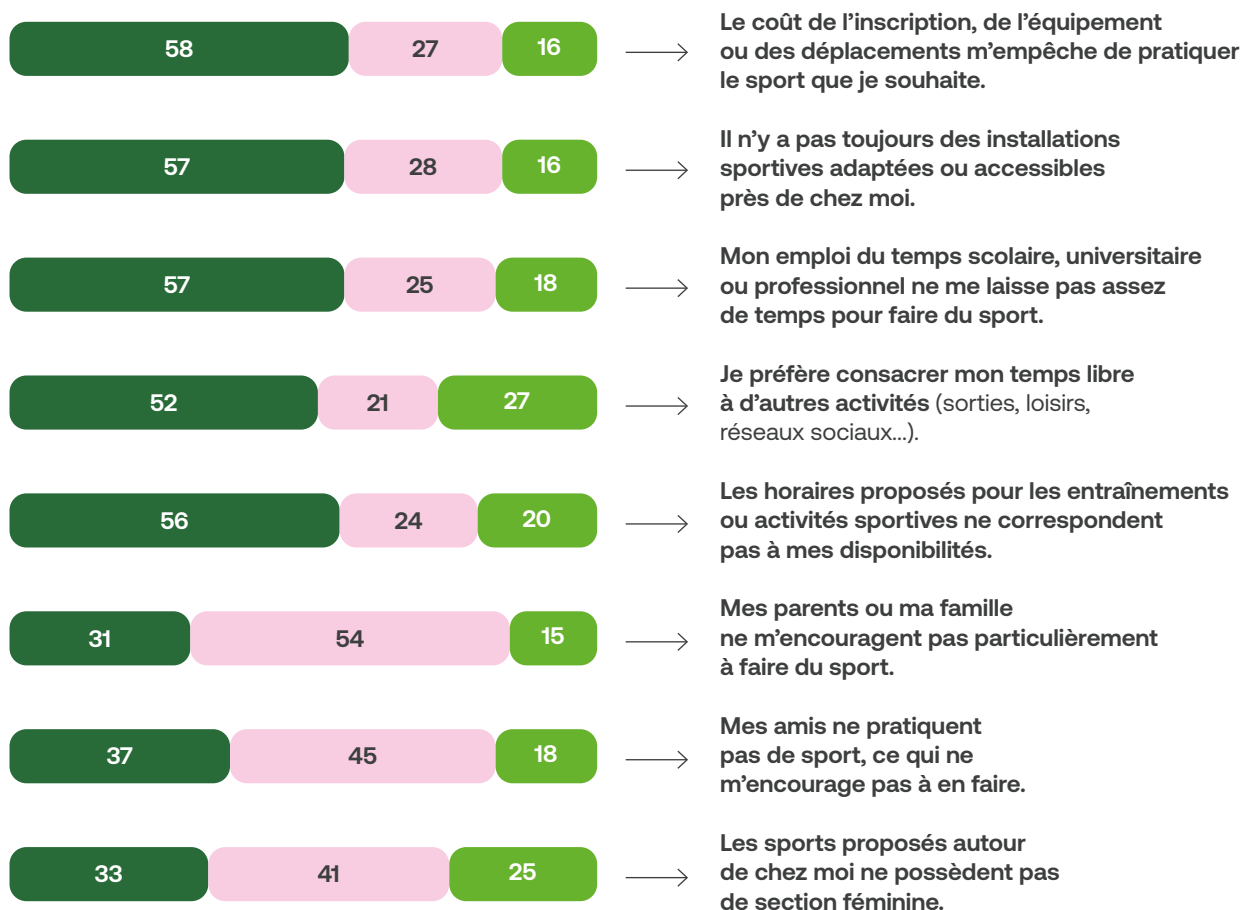 58 27 16
Le coût de l’inscription, de l’équipement
ou des déplacements m’empêche de pratiquer
le sport que je souhaite.
57 28 16
Il n’y a pas toujours des installations
sportives adaptées ou accessibles
près de chez moi.
57 25 18
Mon emploi du temps scolaire, universitaire
ou professionnel ne me laisse pas assez
de temps pour faire du sport.
52 21 27
Je préfère consacrer mon temps libre
à d’autres activités (sorties, loisirs,
réseaux sociaux...).
56 24 20
Les horaires proposés pour les entraînements
ou activités sportives ne correspondent
pas à mes disponibilités.
31 54 15
Mes parents ou ma famille
ne m’encouragent pas particulièrement
à faire du sport.
37 45 18
Mes amis ne pratiquent
pas de sport, ce qui ne
m’encourage pas à en faire.
33 41 25
Les sports proposés autour
de chez moi ne possèdent pas
de section féminine.